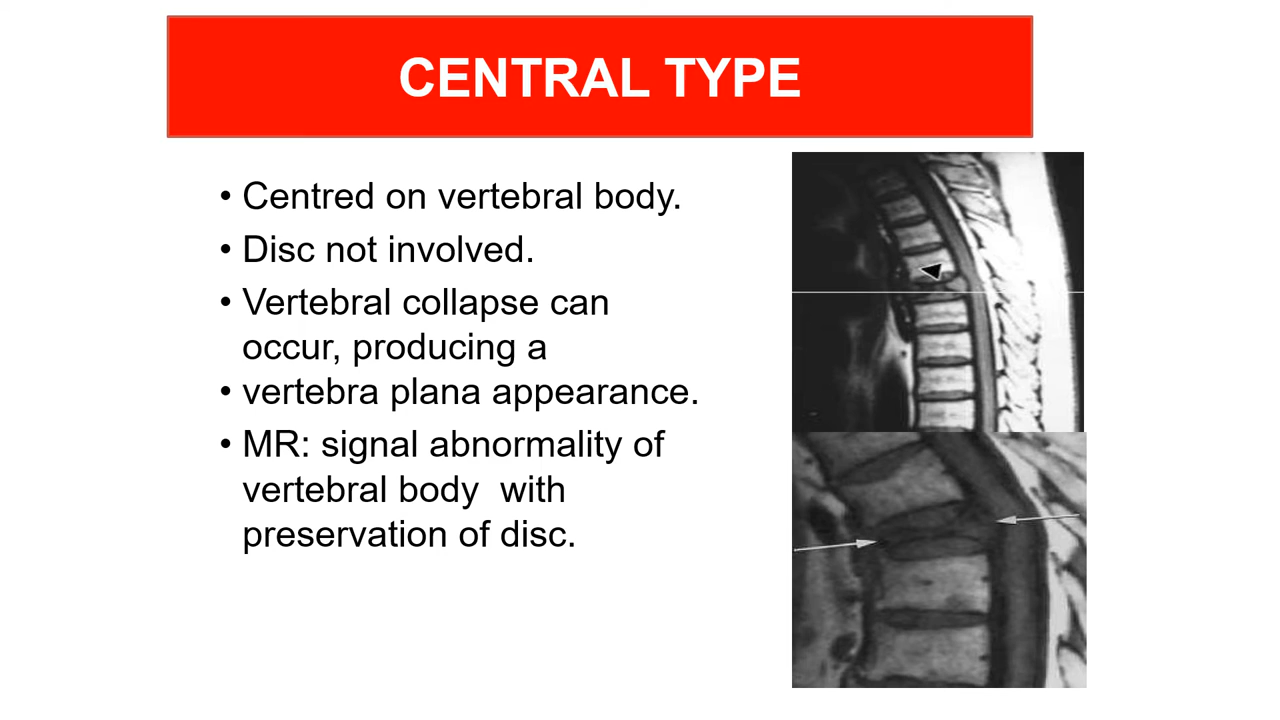 CENTRAL TYPE
• Centred on vertebral body.
• Disc not involved.
• Vertebral collapse can
occur, producing a
• vertebra plana appearance.
• MR: signal abnormality of
vertebral body  with
preservation of disc.